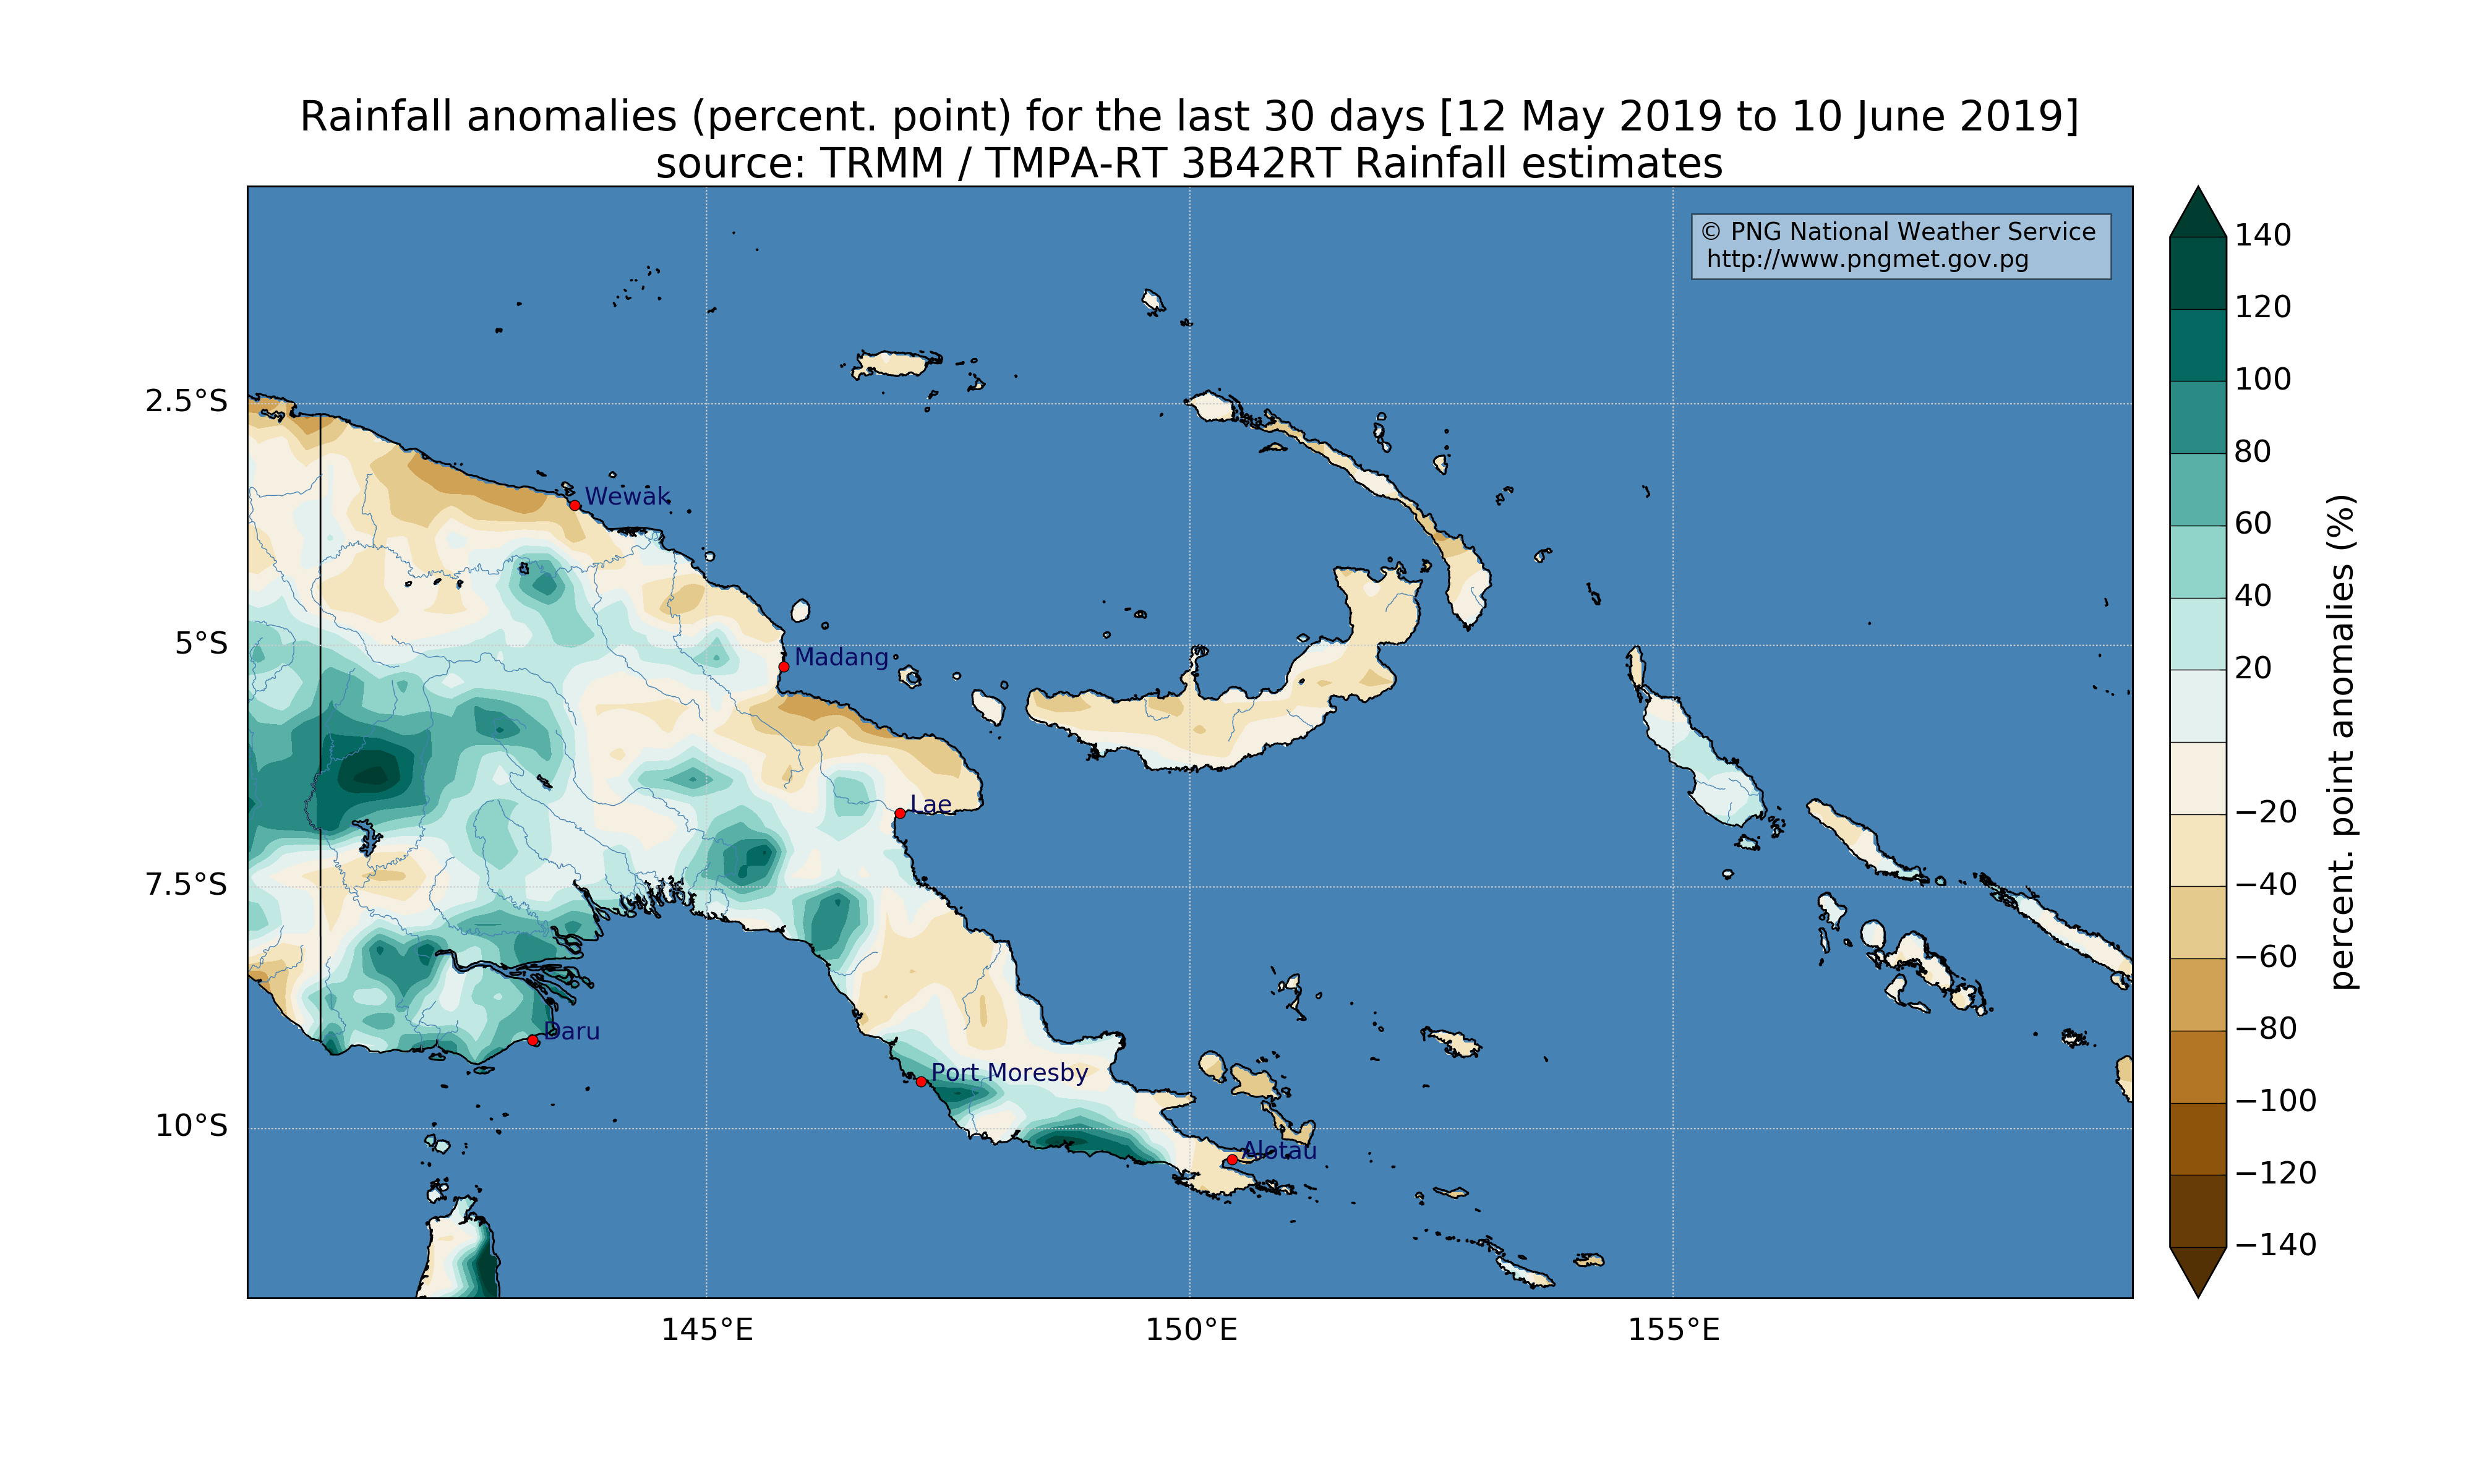 Rainfall anomalies (percent. point) for the last 30 days [12 May 2019 to 10 June 2019]
source: TRMM / TMPA-RT 3B42RT Rainfall estimates
© PNG National Weather Service
http://www.pngmet.gov.pg
2.5°S
5°S
7.5°S
10°S
145°E
150°E
155°E
Wewak
Madang
Lae
Daru
Port Moresby
Alotau
140
120
100
80
60
40
20
−20
−40
−60
−80
−100
−120
−140
percent. point anomalies (%)